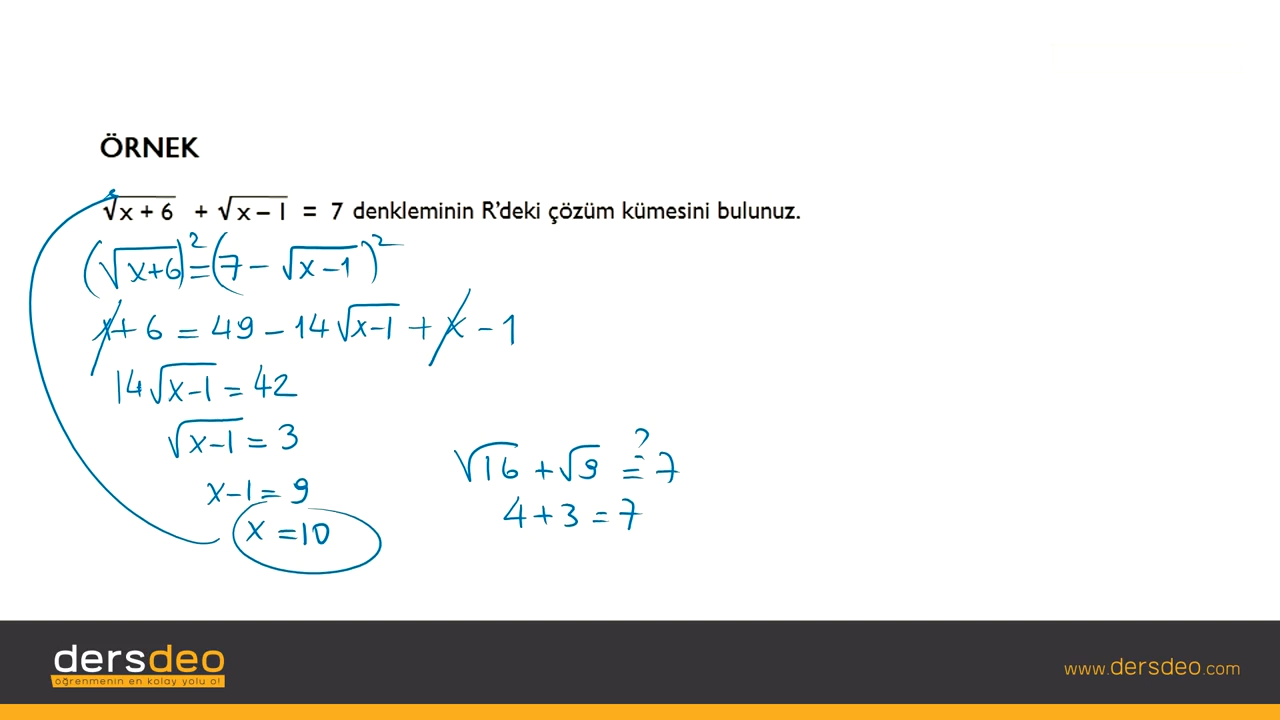 ÖRNEK
√x + 6 + √x – 1 = 7 denkleminin R’deki çözüm kümesini bulunuz.
(√x+6)² = (7 – √x–1)²
x + 6 = 49 – 14√x–1 + x – 1
14√x–1 = 42
√x–1 = 3
x–1 = 9
x = 10
√16 + √9 ≟ 7
4 + 3 = 7
dersdeo
öğrenmenin en kolay yolu o!
www.dersdeo.com